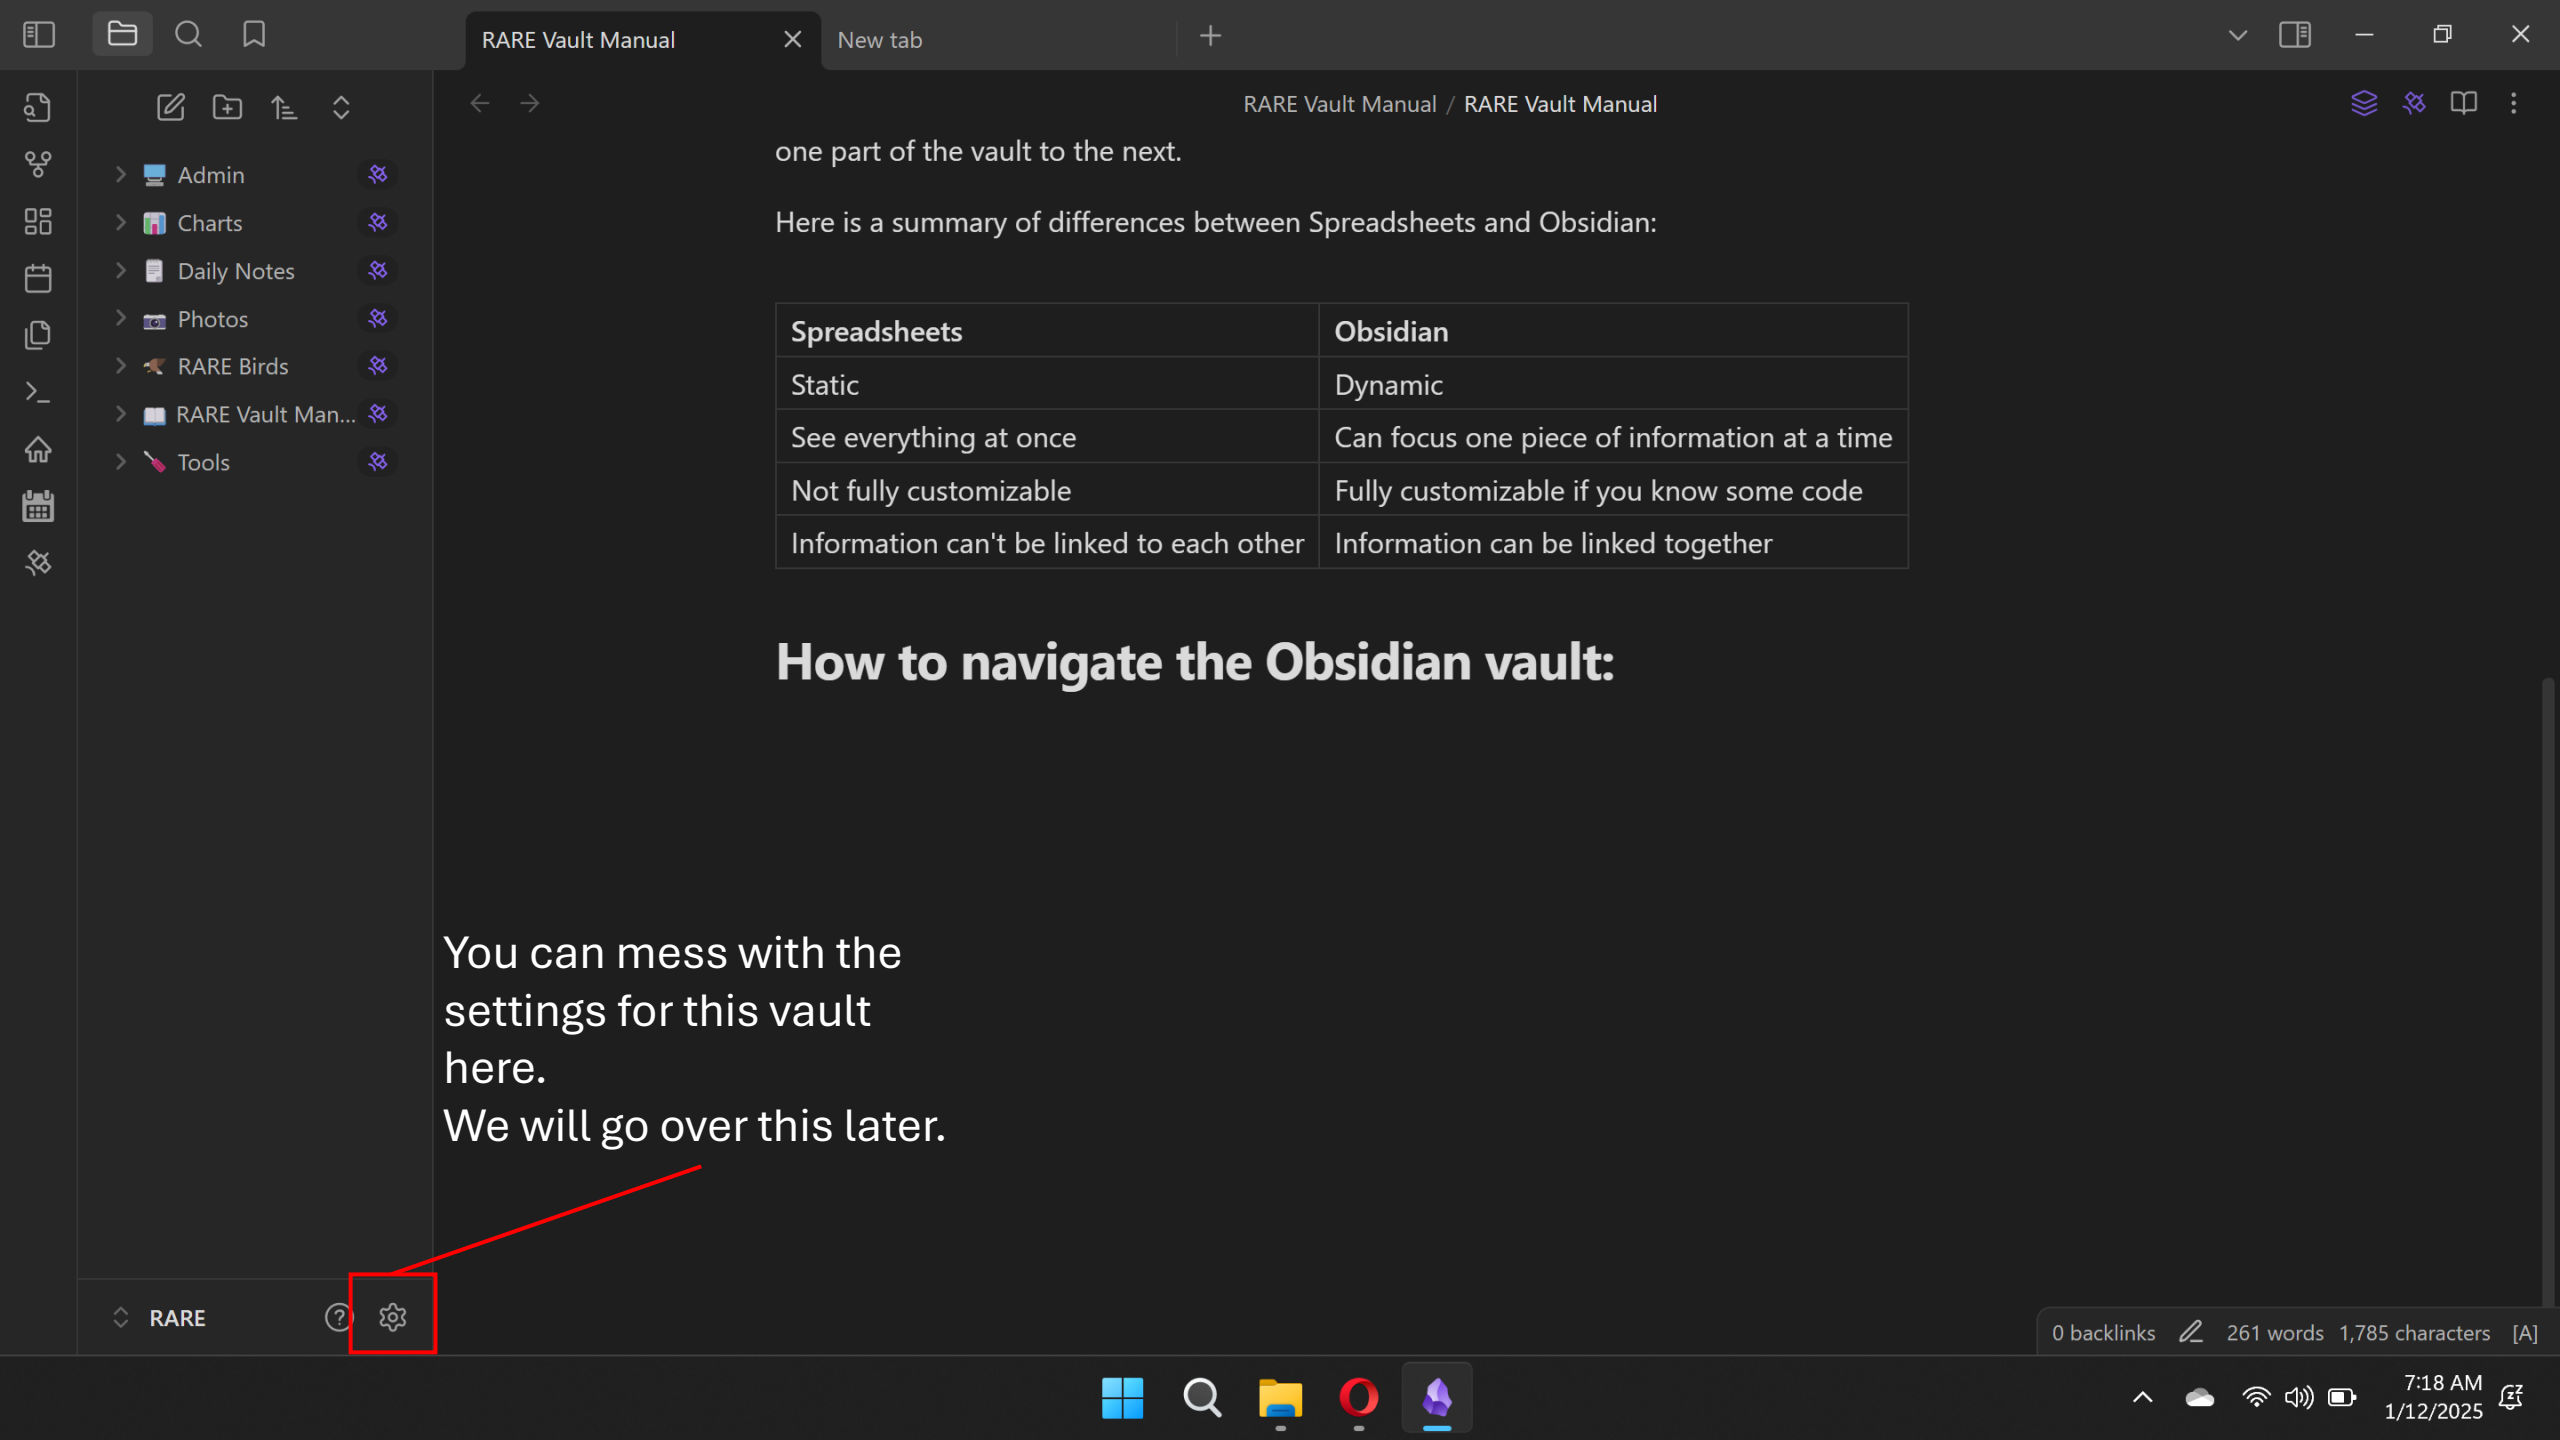 RARE Vault Manual
New tab
RARE Vault Manual / RARE Vault Manual
Admin
Charts
Daily Notes
Photos
RARE Birds
RARE Vault Man...
Tools
one part of the vault to the next.
Here is a summary of differences between Spreadsheets and Obsidian:
Spreadsheets Obsidian
Static Dynamic
See everything at once Can focus one piece of information at a time
Not fully customizable Fully customizable if you know some code
Information can't be linked to each other Information can be linked together
How to navigate the Obsidian vault:
You can mess with the
settings for this vault
here.
We will go over this later.
RARE
0 backlinks 261 words 1,785 characters [A]
7:18 AM
1/12/2025